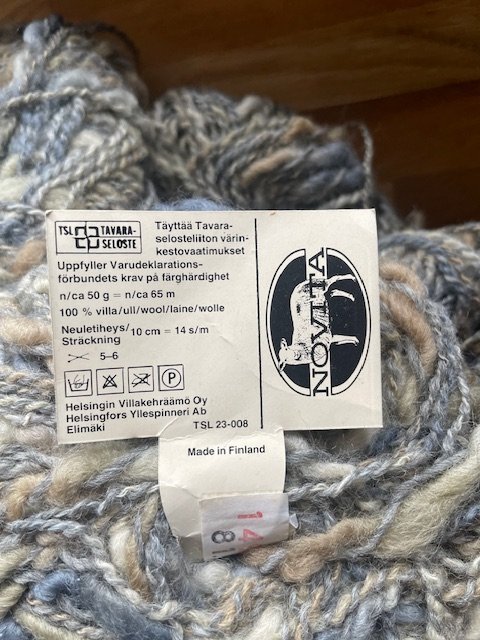 TSL TAVARA-
SELOSTE
Täyttää Tavara-
selosteliiton värin-
kestovaatimukset
Uppfyller Varudeklarations-
förbundets krav på färghärdighet
n/ca 50 g = n/ca 65 m
100 % villa/ull/wool/laine/wolle
Neuletiheys/
Sträckning 10 cm = 14 s/m
5–6
P
Helsingin Villakehräämö Oy
Helsingfors Yllespinneri Ab
Elimäki TSL 23-008
NOVITA
Made in Finland
14
81